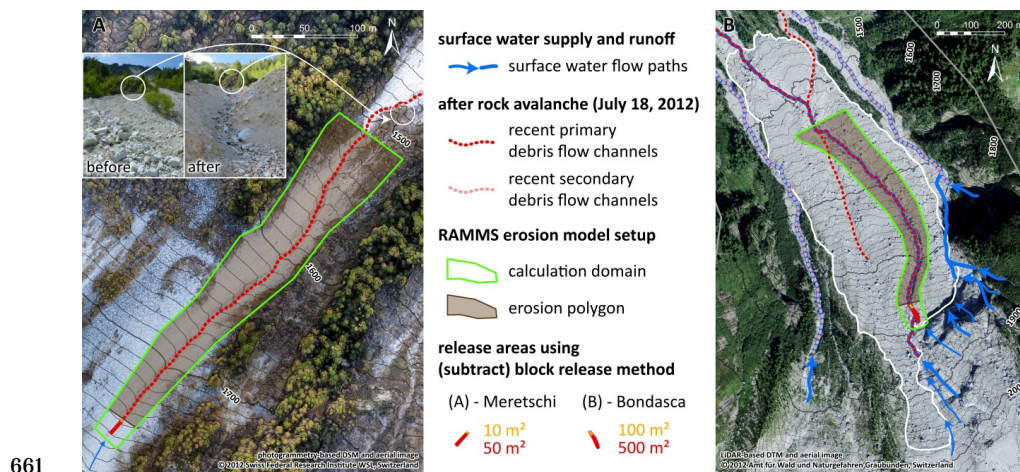 A
0 50 100 m
N
before
after
1500
1600
1700
photogrammetry-based DSM and aerial image
© 2012 Swiss Federal Research Institute WSL, Switzerland
surface water supply and runoff
surface water flow paths
after rock avalanche (July 18, 2012)
recent primary
debris flow channels
recent secondary
debris flow channels
RAMMS erosion model setup
calculation domain
erosion polygon
release areas using
(subtract) block release method
(A) - Meretschi
(B) - Bondasca
10 m²
100 m²
50 m²
500 m²
B
0 100 200 m
N
1500
1600
1700
1800
1900
LiDAR-based DTM and aerial image
© 2012 Amt für Wald und Naturgefahren Graubünden, Switzerland
661